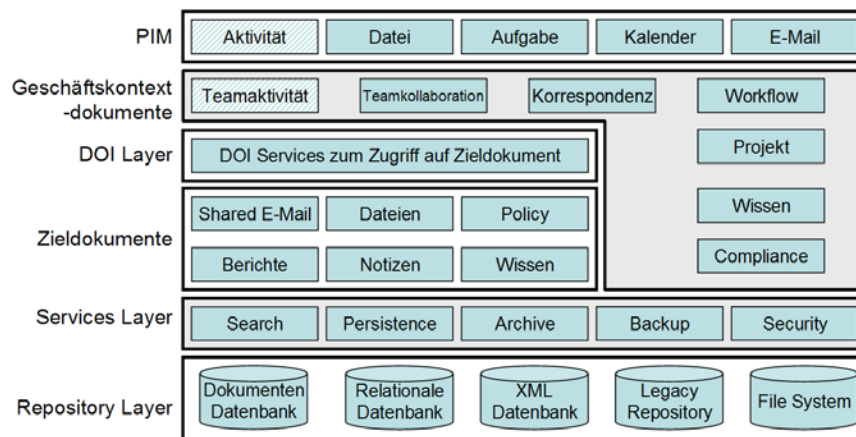 PIM
Aktivität
Datei
Aufgabe
Kalender
E-Mail
Geschäftskontext
-dokumente
Teamaktivität
Teamkollaboration
Korrespondenz
Workflow
Projekt
Wissen
Compliance
DOI Layer
DOI Services zum Zugriff auf Zieldokument
Zieldokumente
Shared E-Mail
Dateien
Policy
Berichte
Notizen
Wissen
Services Layer
Search
Persistence
Archive
Backup
Security
Repository Layer
Dokumenten
Datenbank
Relationale
Datenbank
XML
Datenbank
Legacy
Repository
File System